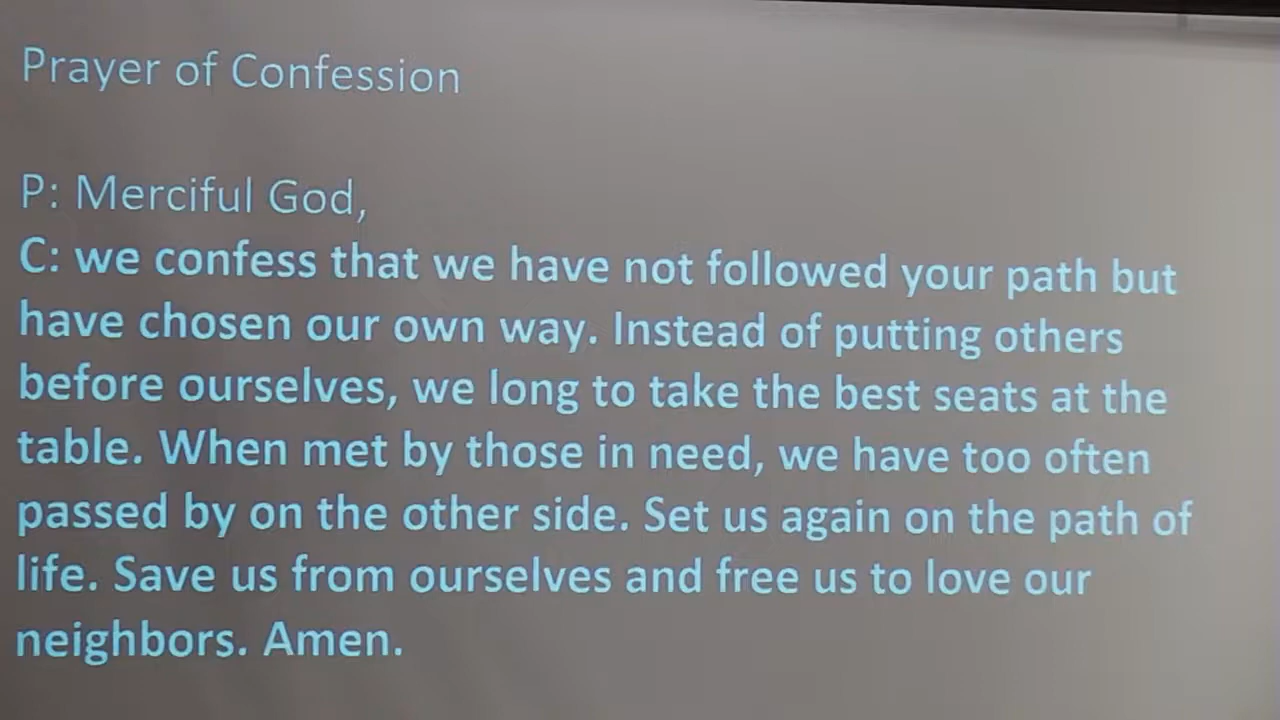 Prayer of Confession
P: Merciful God,
C: we confess that we have not followed your path but
have chosen our own way. Instead of putting others
before ourselves, we long to take the best seats at the
table. When met by those in need, we have too often
passed by on the other side. Set us again on the path of
life. Save us from ourselves and free us to love our
neighbors. Amen.